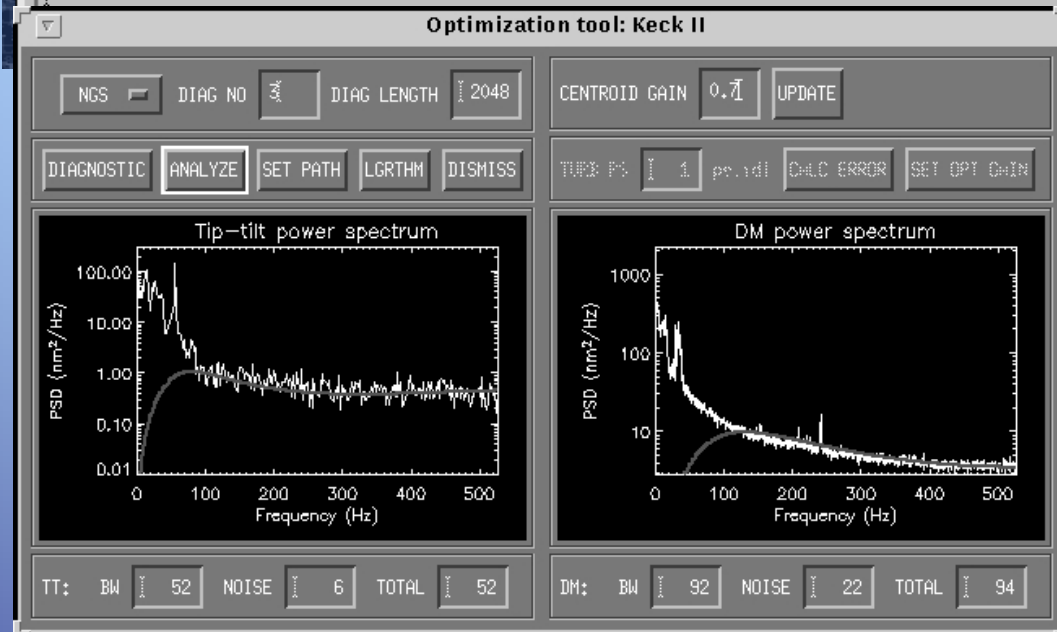 Optimization tool: Keck II
NGS DIAG NO 3 DIAG LENGTH 2048
CENTROID GAIN 0.7 UPDATE
DIAGNOSTIC ANALYZE SET PATH LGRTHM DISMISS
1 SET OPT GAIN
Tip-tilt power spectrum
PSD (nm²/Hz)
100.00
10.00
1.00
0.10
0.01
0 100 200 300 400 500
Frequency (Hz)
DM power spectrum
PSD (nm²/Hz)
1000
100
10
0 100 200 300 400 500
Frequency (Hz)
TT: BW 52 NOISE 6 TOTAL 52
DM: BW 92 NOISE 22 TOTAL 94